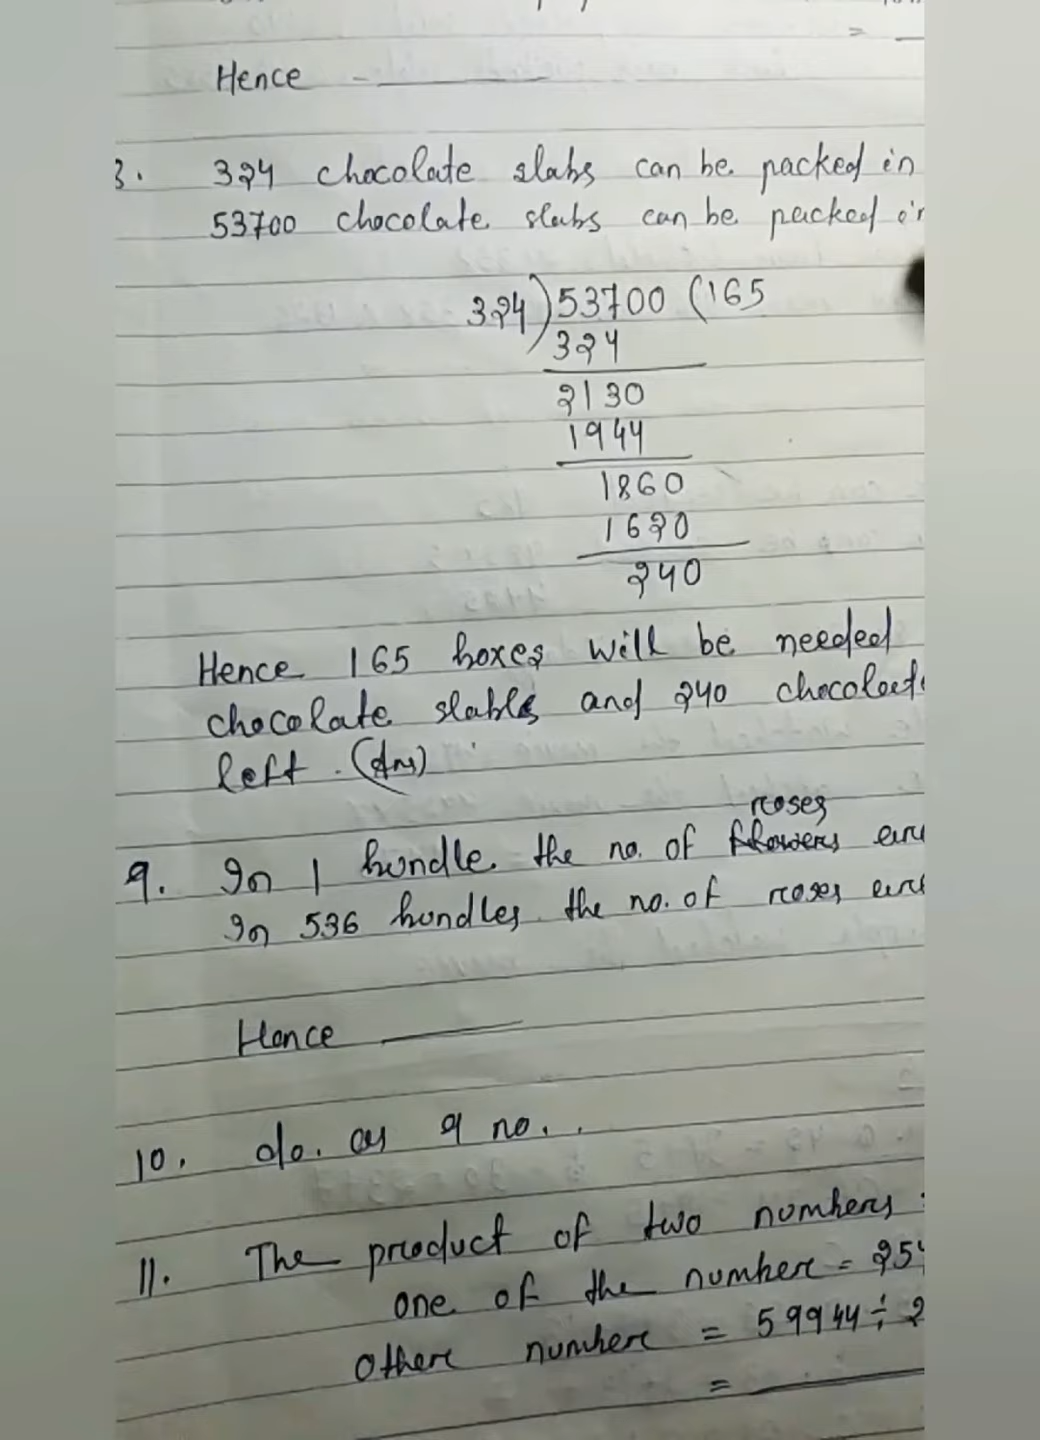 =
Hence
3. 324 chocolate slabs can be packed in
53700 chocolate slabs can be packed in
324)53700(165
324
2130
1944
1860
1620
240
Hence 165 boxes will be needed
chocolate slabls and 240
left. (Ans)
roses
9. In 1 bundle the no. of flowers are
In 536 bundles the no. of roses are
Hence
10. do. as 9 no..
11. The product of two numbers
one of the number = 254
Other number = 59944 ÷ 2
=